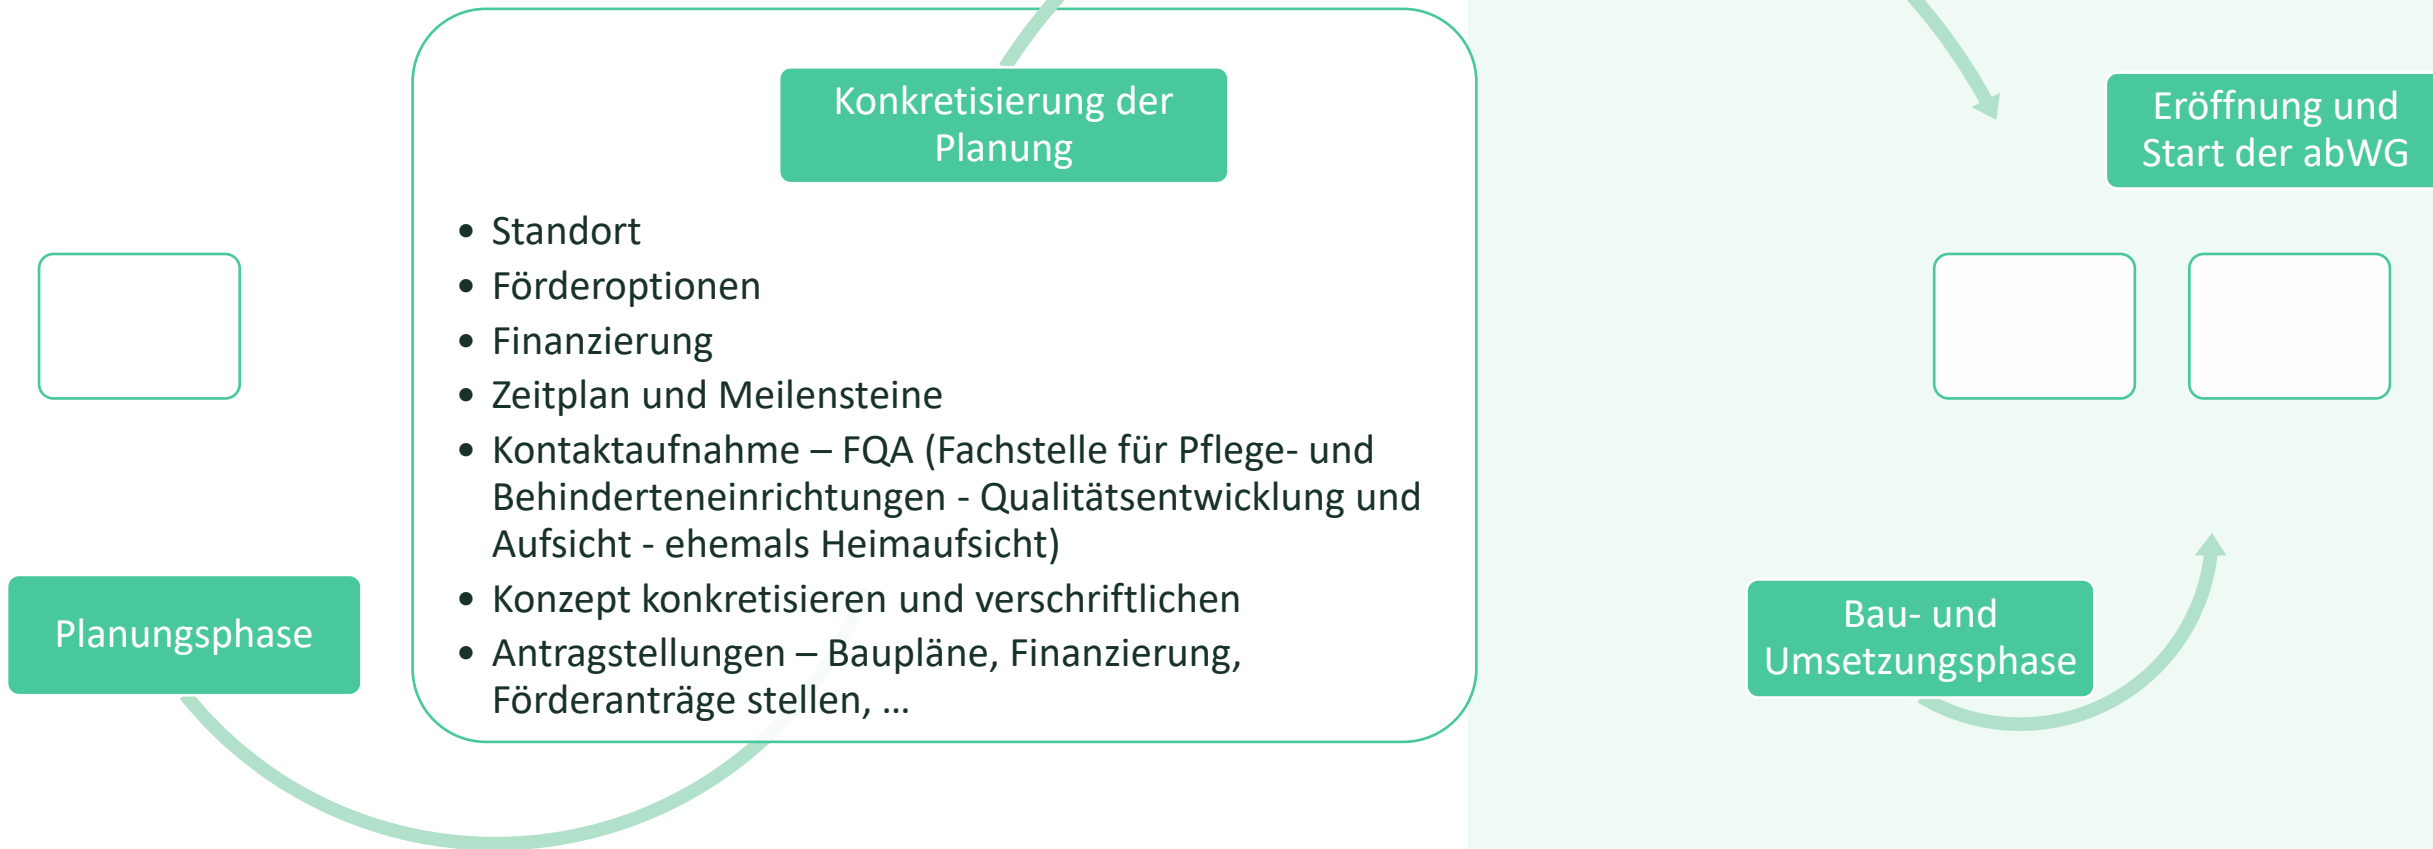 Planungsphase
Konkretisierung der
Planung
• Standort
• Förderoptionen
• Finanzierung
• Zeitplan und Meilensteine
• Kontaktaufnahme – FQA (Fachstelle für Pflege- und
Behinderteneinrichtungen - Qualitätsentwicklung und
Aufsicht - ehemals Heimaufsicht)
• Konzept konkretisieren und verschriftlichen
• Antragstellungen – Baupläne, Finanzierung,
Förderanträge stellen, ...
Bau- und
Umsetzungsphase
Eröffnung und
Start der abWG